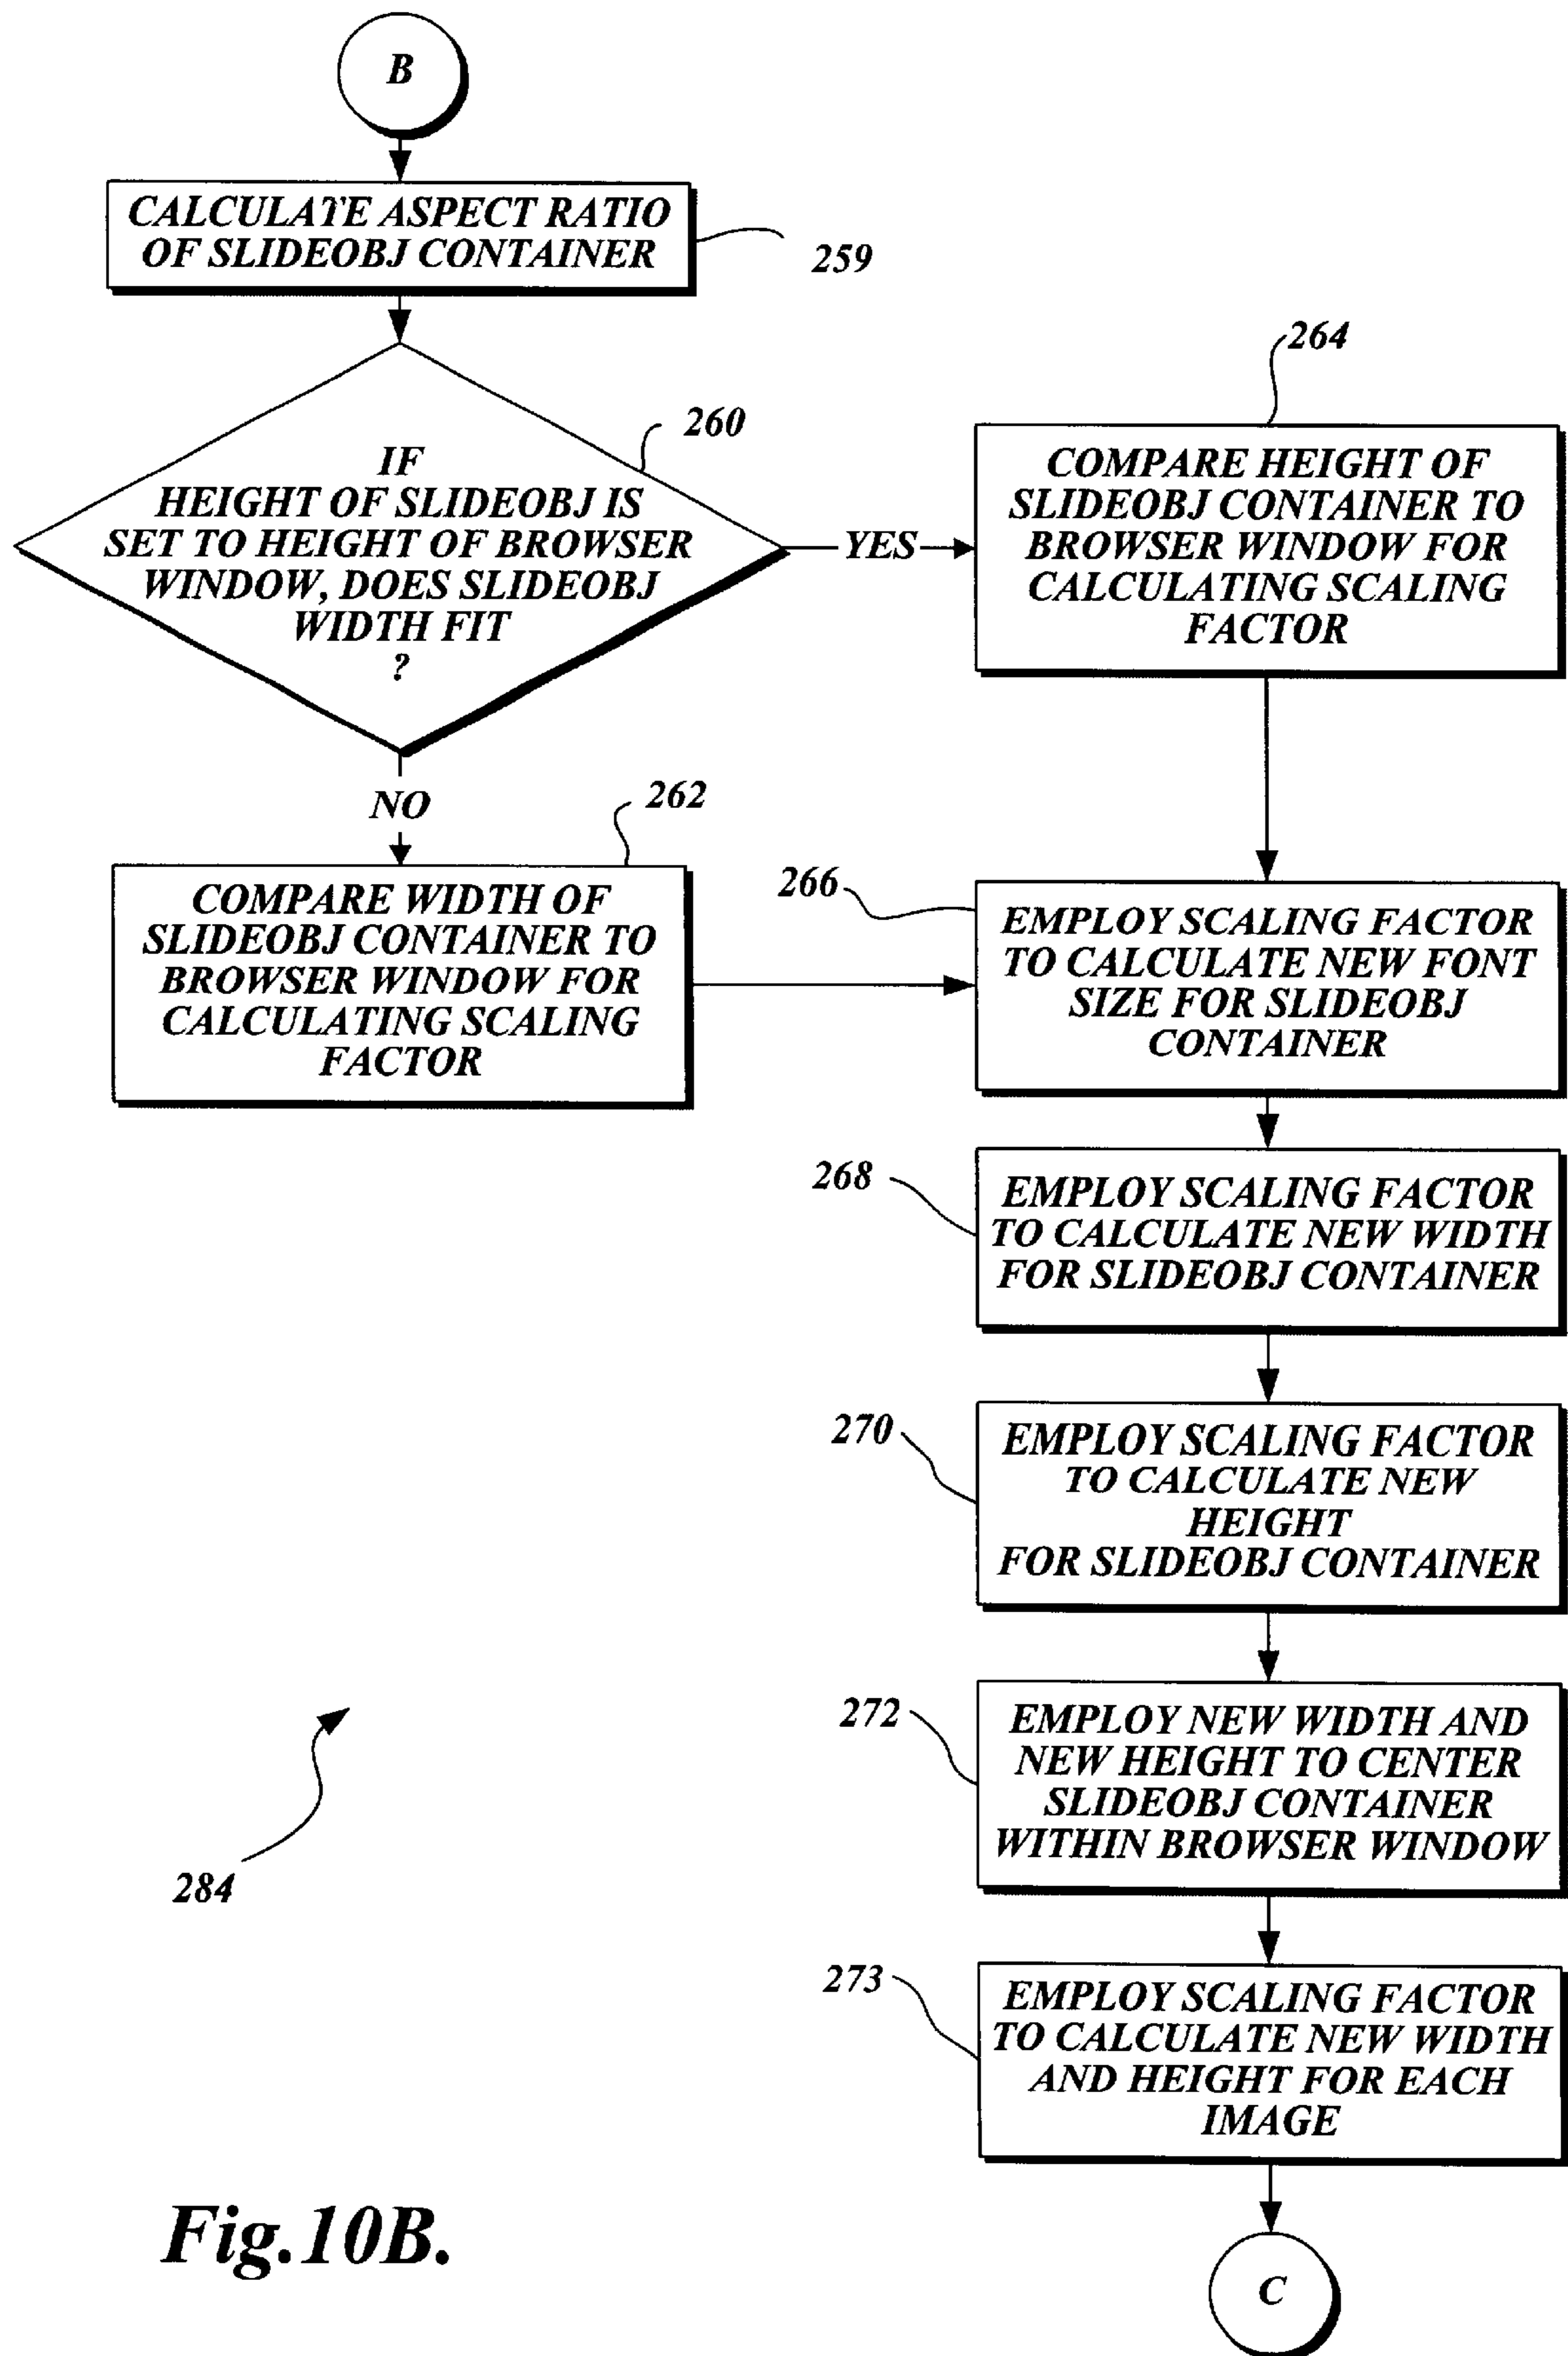 B
CALCULATE ASPECT RATIO
OF SLIDEOBJ CONTAINER
259
260
IF
HEIGHT OF SLIDEOBJ IS
SET TO HEIGHT OF BROWSER
WINDOW, DOES SLIDEOBJ
WIDTH FIT
?
YES
264
COMPARE HEIGHT OF
SLIDEOBJ CONTAINER TO
BROWSER WINDOW FOR
CALCULATING SCALING
FACTOR
NO
262
COMPARE WIDTH OF
SLIDEOBJ CONTAINER TO
BROWSER WINDOW FOR
CALCULATING SCALING
FACTOR
266
EMPLOY SCALING FACTOR
TO CALCULATE NEW FONT
SIZE FOR SLIDEOBJ
CONTAINER
268
EMPLOY SCALING FACTOR
TO CALCULATE NEW WIDTH
FOR SLIDEOBJ CONTAINER
270
EMPLOY SCALING FACTOR
TO CALCULATE NEW
HEIGHT
FOR SLIDEOBJ CONTAINER
272
EMPLOY NEW WIDTH AND
NEW HEIGHT TO CENTER
SLIDEOBJ CONTAINER
WITHIN BROWSER WINDOW
284
273
EMPLOY SCALING FACTOR
TO CALCULATE NEW WIDTH
AND HEIGHT FOR EACH
IMAGE
C
Fig.10B.